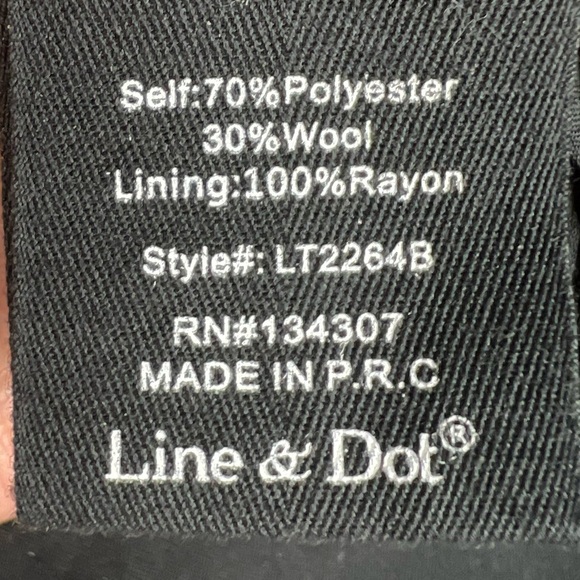 Self:70%Polyester
30%Wool
Lining:100%Rayon
Style#: LT2264B
RN#134307
MADE IN P.R.C
Line & Dot®